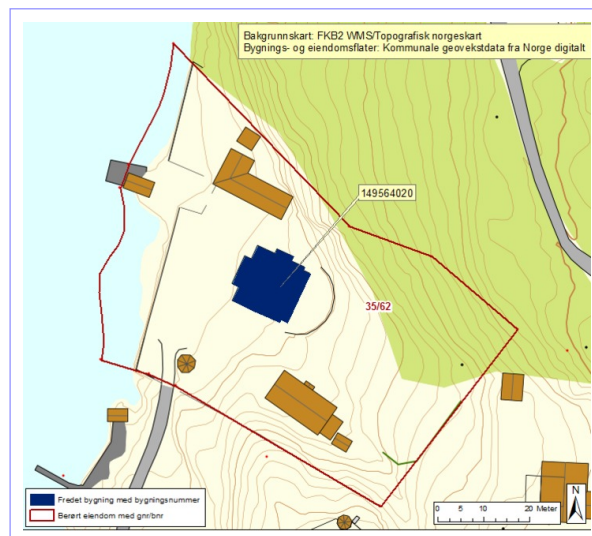 Bakgrunnskart: FKB2 WMS/Topografisk norgeskart
Bygnings- og eiendomsflater: Kommunale geovekstdata fra Norge digitalt
149564020
35/62
Fredet bygning med bygningsnummer
Berørt eiendom med gnr/bnr
0 5 10 20 Meter
N